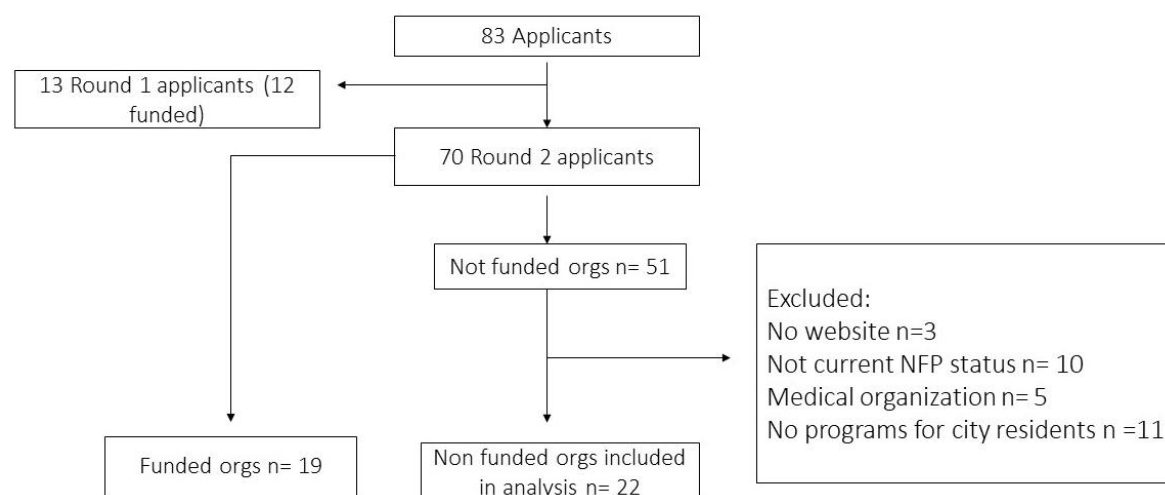 83 Applicants
13 Round 1 applicants (12
funded)
70 Round 2 applicants
Not funded orgs n= 51
Excluded:
No website n=3
Not current NFP status n= 10
Medical organization n= 5
No programs for city residents n =11
Funded orgs n= 19
Non funded orgs included
in analysis n= 22